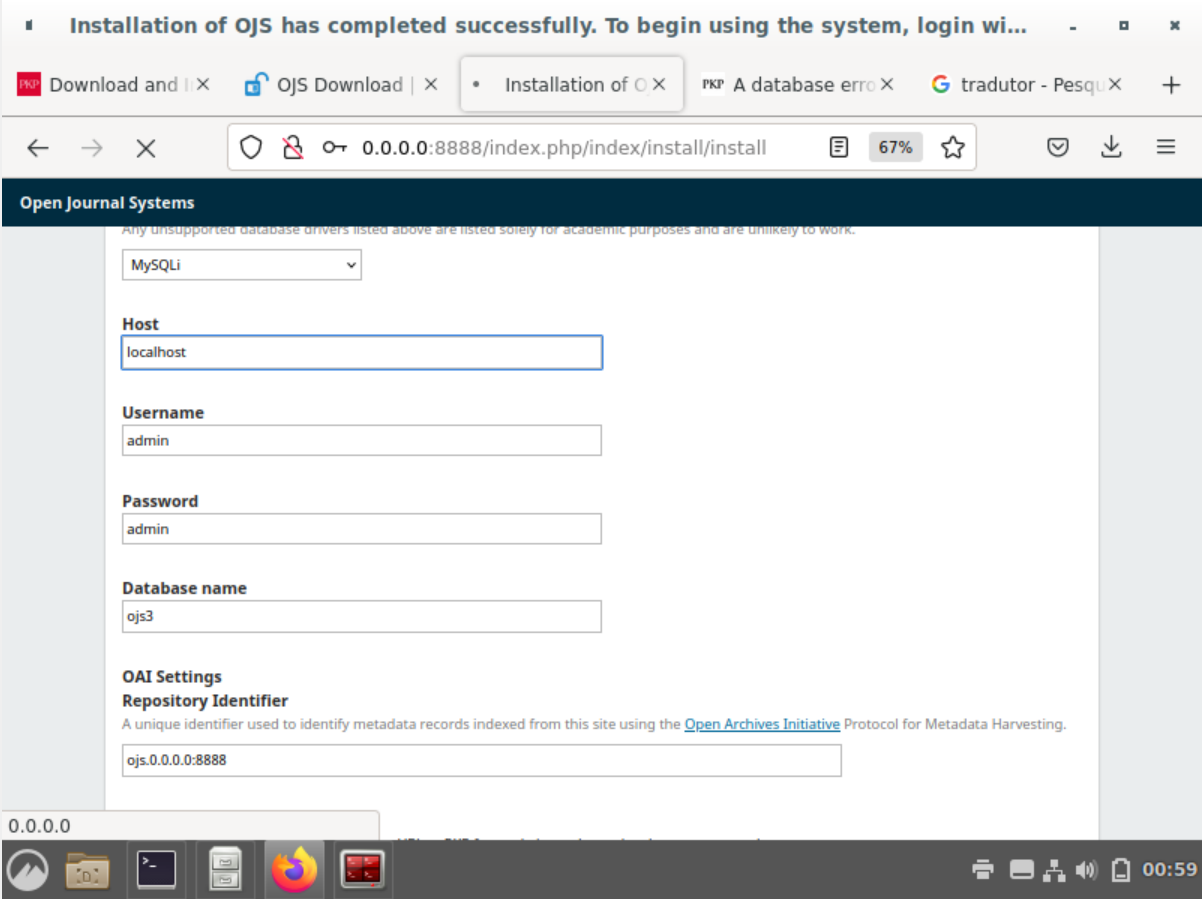 Installation of OJS has completed successfully. To begin using the system, login wi...
PKP Download and I
OJS Download |
Installation of O
PKP A database erro
G tradutor - Pesqu
0.0.0.0:8888/index.php/index/install/install
67%
Open Journal Systems
Any unsupported database drivers listed above are listed solely for academic purposes and are unlikely to work.
MySQLi
Host
localhost
Username
admin
Password
admin
Database name
ojs3
OAI Settings
Repository Identifier
A unique identifier used to identify metadata records indexed from this site using the Open Archives Initiative Protocol for Metadata Harvesting.
ojs.0.0.0.0:8888
0.0.0.0
00:59